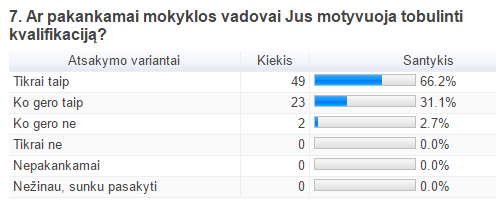 7. Ar pakankamai mokyklos vadovai Jus motyvuoja tobulinti
kvalifikaciją?
Atsakymo variantai Kiekis Santykis
Tikrai taip 49 66.2%
Ko gero taip 23 31.1%
Ko gero ne 2 2.7%
Tikrai ne 0 0.0%
Nepakankamai 0 0.0%
Nežinau, sunku pasakyti 0 0.0%